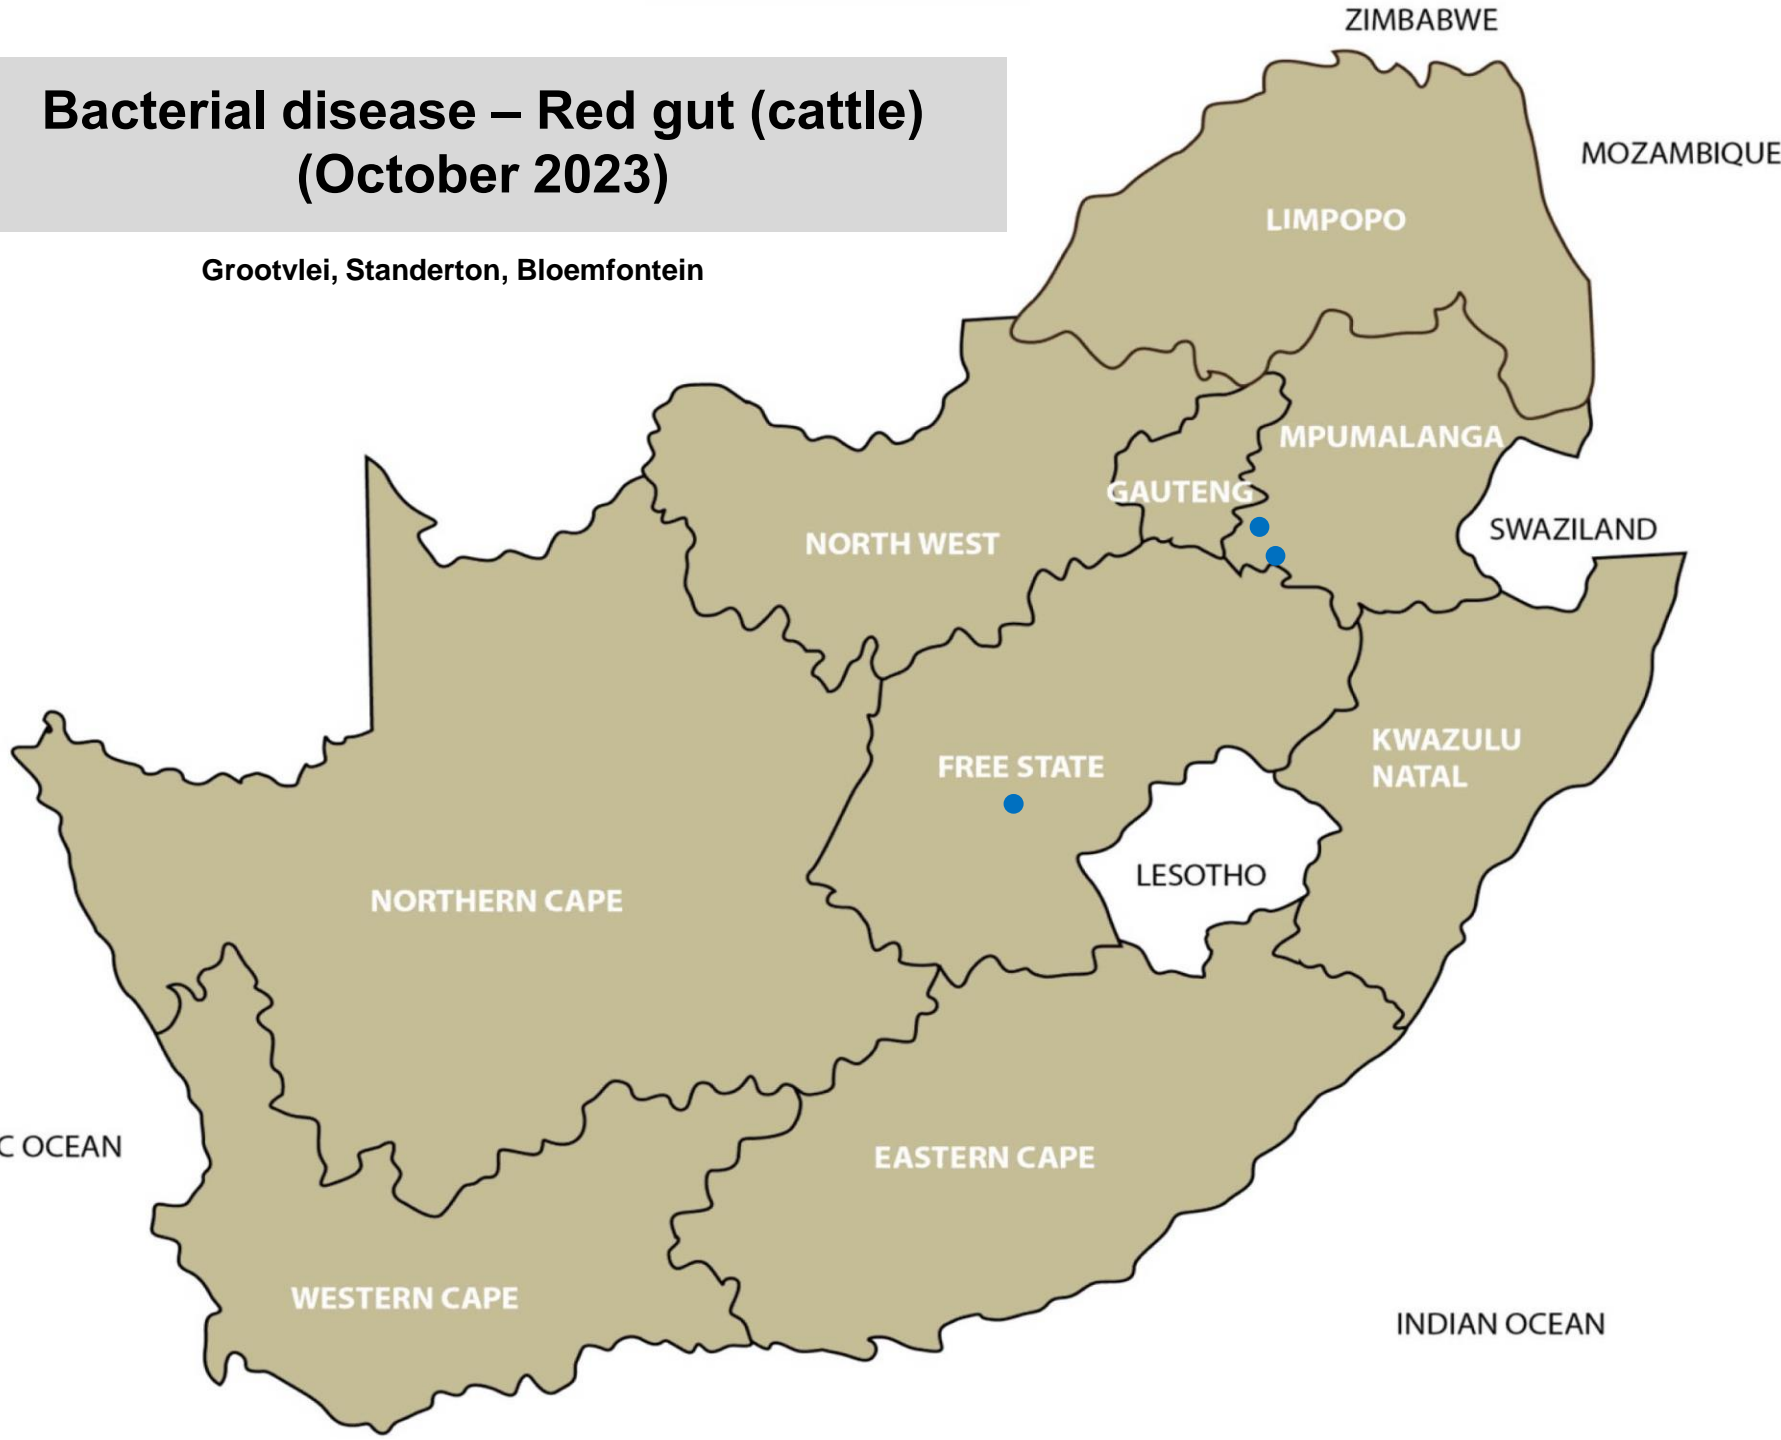 ZIMBABWE
Bacterial disease – Red gut (cattle)
(October 2023)
MOZAMBIQUE
LIMPOPO
Grootvlei, Standerton, Bloemfontein
MPUMALANGA
GAUTENG
SWAZILAND
NORTH WEST
KWAZULU
NATAL
FREE STATE
LESOTHO
NORTHERN CAPE
C OCEAN
EASTERN CAPE
WESTERN CAPE
INDIAN OCEAN